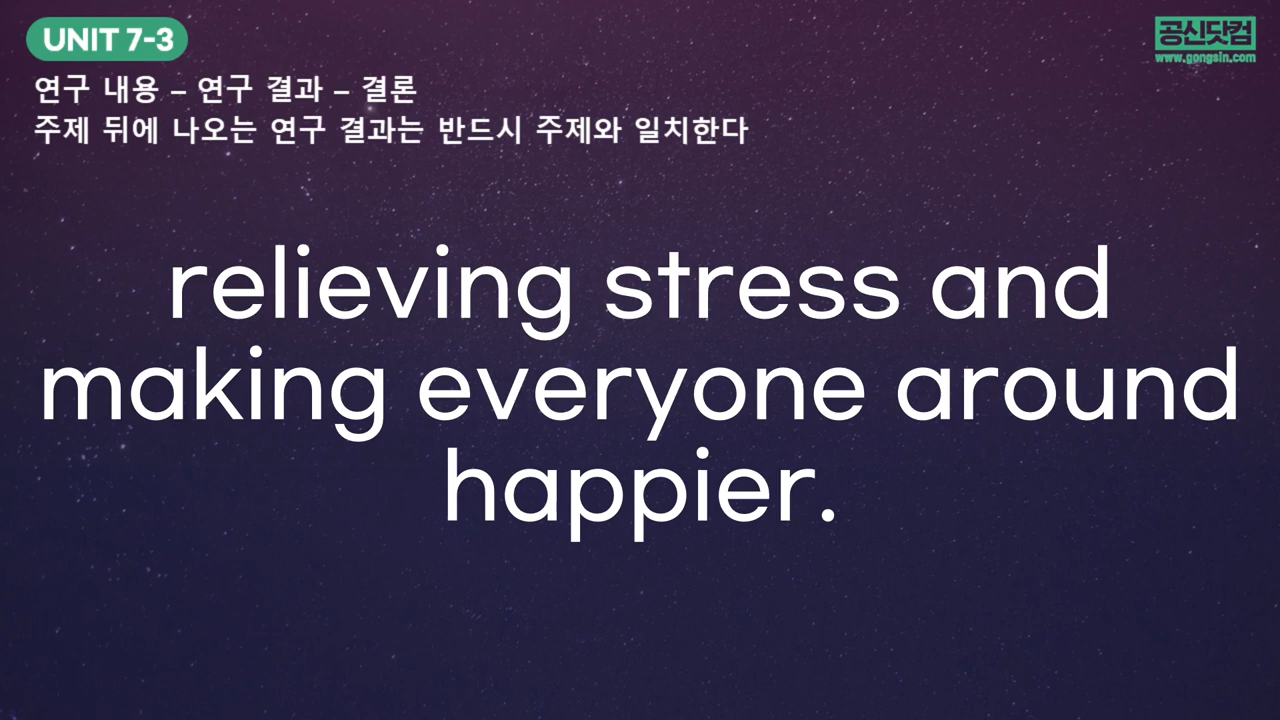 UNIT 7-3
공신닷컴
www.gongsin.com
연구 내용 – 연구 결과 – 결론
주제 뒤에 나오는 연구 결과는 반드시 주제와 일치한다
relieving stress and
making everyone around
happier.